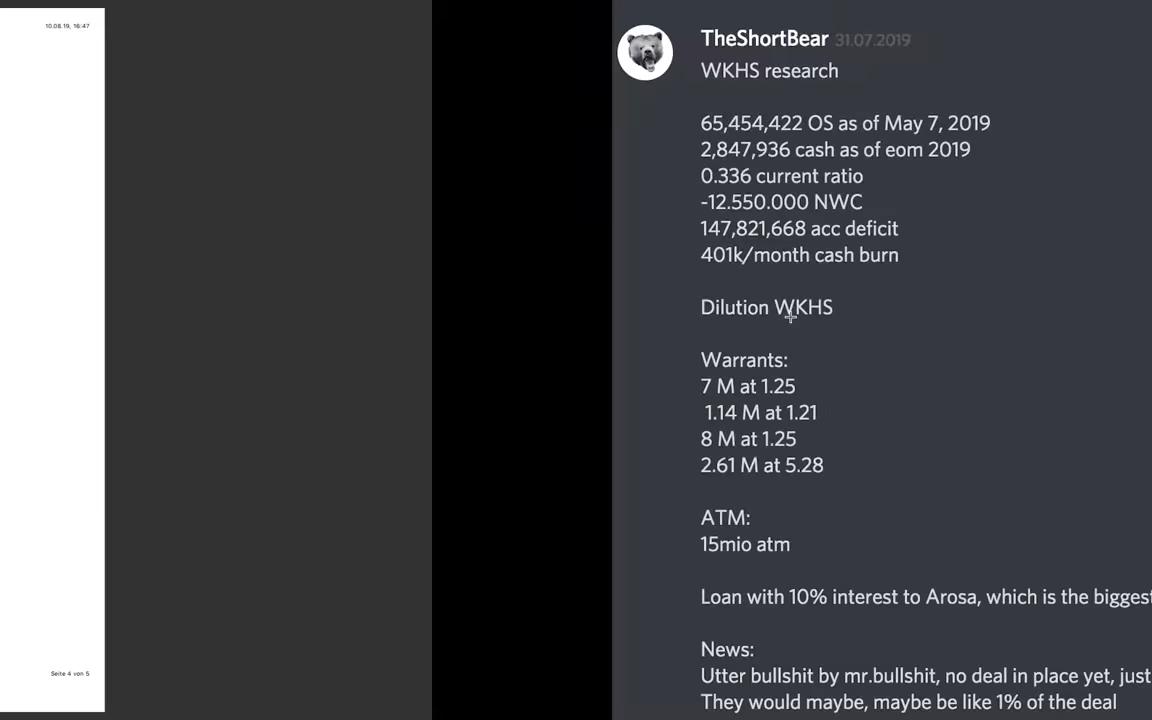 10.08.19, 16:47
Seite 4 von 5
TheShortBear 31.07.2019
WKHS research
65,454,422 OS as of May 7, 2019
2,847,936 cash as of eom 2019
0.336 current ratio
-12.550.000 NWC
147,821,668 acc deficit
401k/month cash burn
Dilution WKHS
Warrants:
7 M at 1.25
1.14 M at 1.21
8 M at 1.25
2.61 M at 5.28
ATM:
15mio atm
Loan with 10% interest to Arosa, which is the biggest
News:
Utter bullshit by mr.bullshit, no deal in place yet, just
They would maybe, maybe be like 1% of the deal